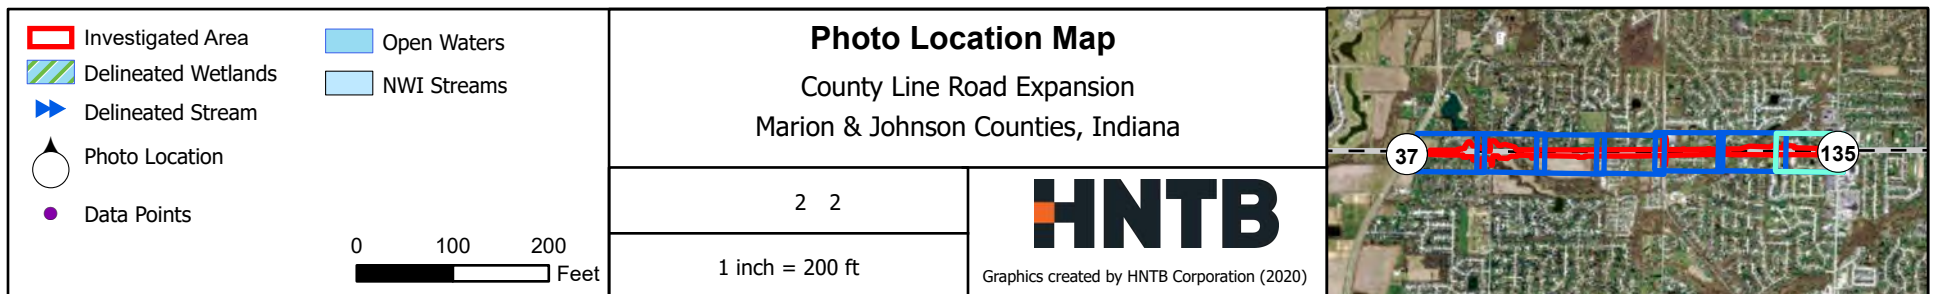 Investigated Area
Delineated Wetlands
Delineated Stream
Photo Location
Data Points
Open Waters
NWI Streams
0 100 200
Feet
Photo Location Map
County Line Road Expansion
Marion & Johnson Counties, Indiana
2 2
1 inch = 200 ft
HNTB
Graphics created by HNTB Corporation (2020)
37
135